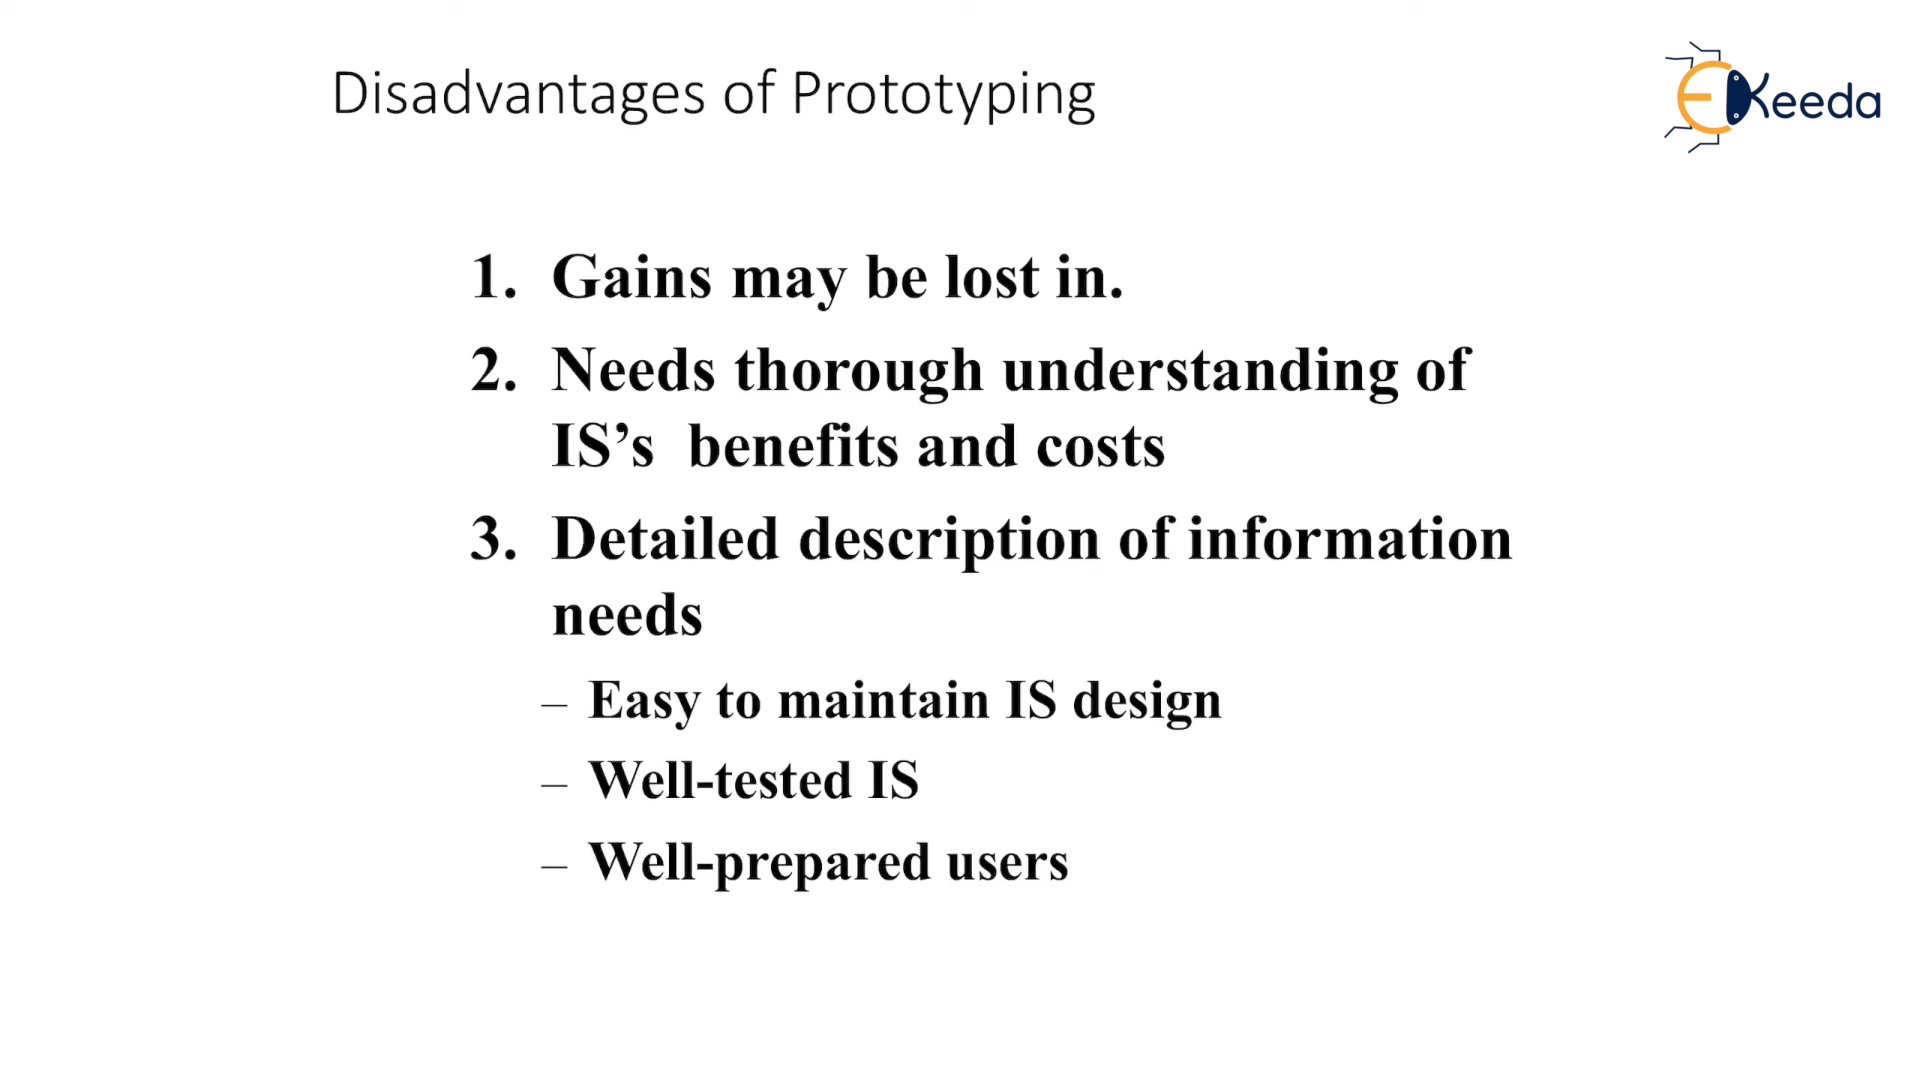 Disadvantages of Prototyping
EKeeda
1. Gains may be lost in.
2. Needs thorough understanding of
IS’s benefits and costs
3. Detailed description of information
needs
– Easy to maintain IS design
– Well-tested IS
– Well-prepared users